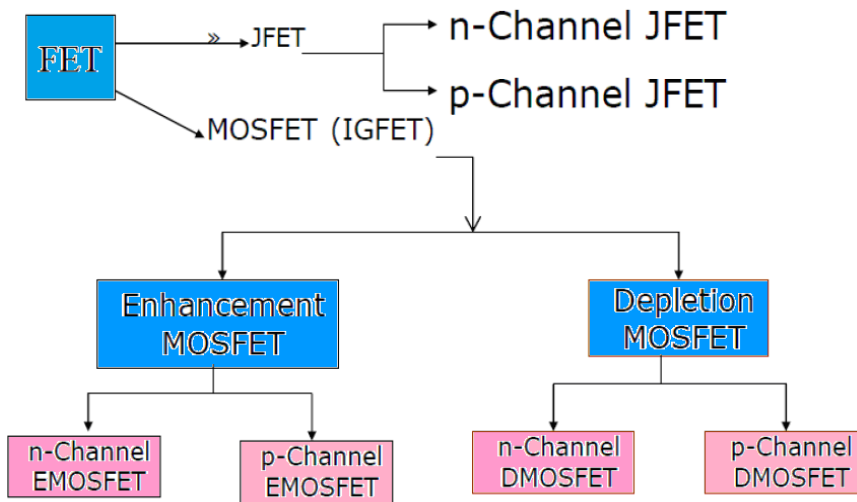 FET
» JFET
n-Channel JFET
p-Channel JFET
MOSFET (IGFET)
Enhancement
MOSFET
Depletion
MOSFET
n-Channel
EMOSFET
p-Channel
EMOSFET
n-Channel
DMOSFET
p-Channel
DMOSFET